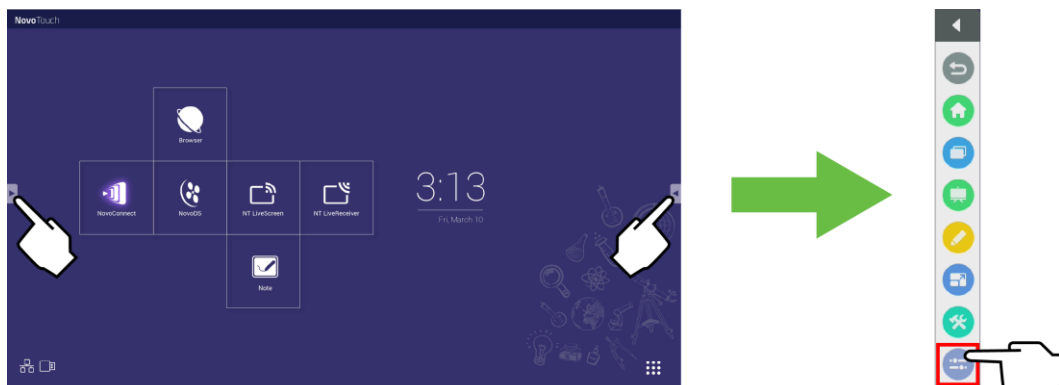 NovoTouch
Browser
NovoConnect
NovoDS
NT LiveScreen
NT LiveReceiver
3:13
Fri, March 10
Note